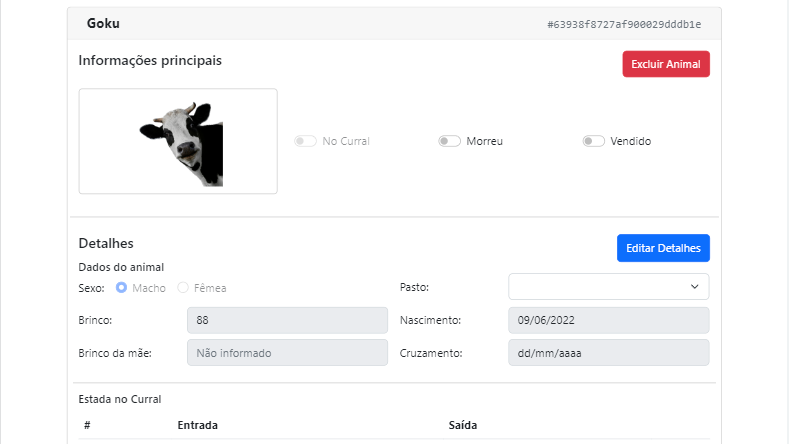 Goku #63938f8727af900029dddb1e
Informações principais Excluir Animal
No Curral Morreu Vendido
Detalhes Editar Detalhes
Dados do animal
Sexo: Macho Fêmea Pasto:
Brinco: 88 Nascimento: 09/06/2022
Brinco da mãe: Não informado Cruzamento: dd/mm/aaaa
Estada no Curral
# Entrada Saída